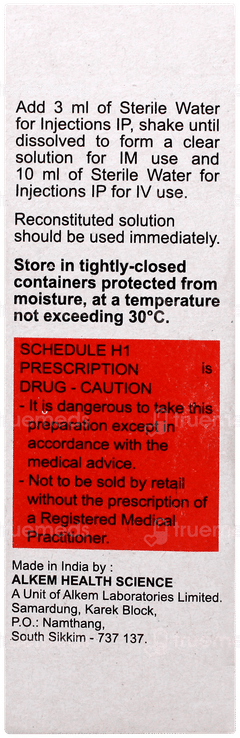 Add 3 ml of Sterile Water
for Injections IP, shake until
dissolved to form a clear
solution for IM use and
10 ml of Sterile Water for
Injections IP for IV use.
Reconstituted solution
should be used immediately.
Store in tightly-closed
containers protected from
moisture, at a temperature
not exceeding 30°C.
SCHEDULE H1
PRESCRIPTION is
DRUG - CAUTION
- It is dangerous to take this
preparation except in
accordance with the
medical advice.
- Not to be sold by retail
without the prescription of
a Registered Medical
Practitioner.
Made in India by :
ALKEM HEALTH SCIENCE
A Unit of Alkem Laboratories Limited.
Samardung, Karek Block,
P.O.: Namthang,
South Sikkim - 737 137.